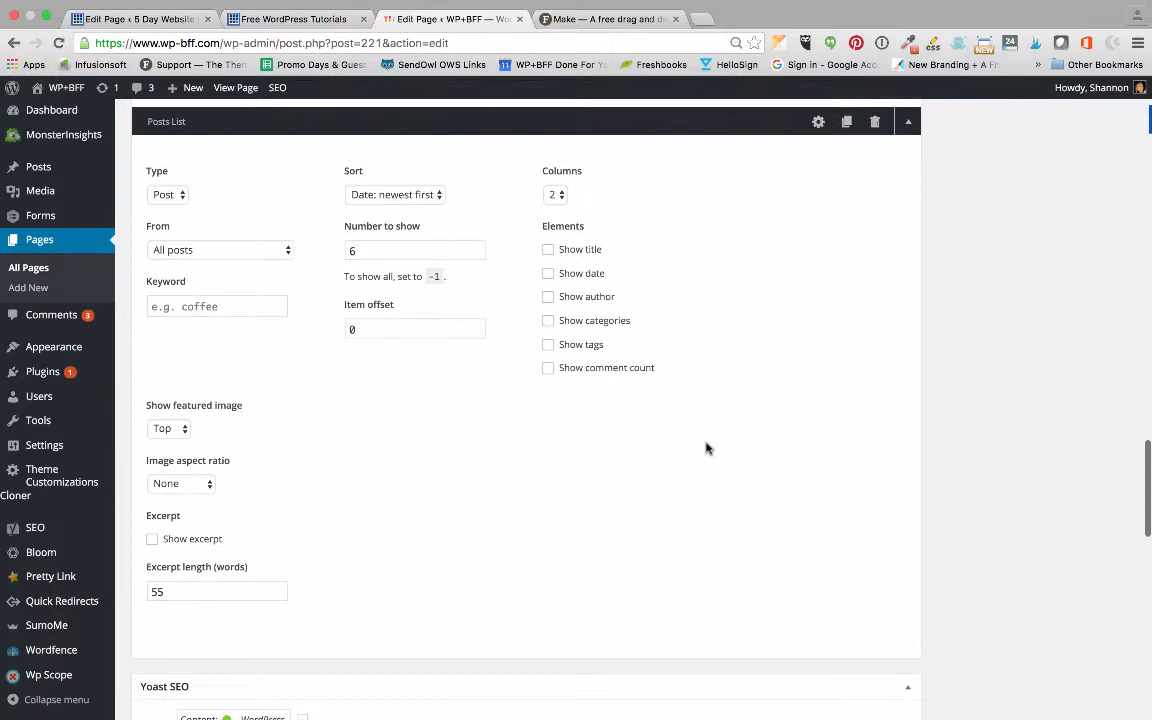 Edit Page ‹ 5 Day Website
Free WordPress Tutorials
Edit Page ‹ WP+BFF — Wo
Make — A free drag and dr
https://www.wp-bff.com/wp-admin/post.php?post=221&action=edit
Apps
Infusionsoft
Support — The Them
Promo Days & Guest
SendOwl OWS Links
WP+BFF Done For Yo
Freshbooks
HelloSign
Sign in - Google Acco
New Branding + A Fr
»
Other Bookmarks
WP+BFF
1
3
New
View Page
SEO
Howdy, Shannon
Dashboard
MonsterInsights
Posts
Media
Forms
Pages
All Pages
Add New
Comments 3
Appearance
Plugins 1
Users
Tools
Settings
Theme
Customizations
Cloner
SEO
Bloom
Pretty Link
Quick Redirects
SumoMe
Wordfence
Wp Scope
Collapse menu
Posts List
Type
Post
From
All posts
Keyword
e.g. coffee
Sort
Date: newest first
Number to show
6
To show all, set to -1.
Item offset
0
Columns
2
Elements
Show title
Show date
Show author
Show categories
Show tags
Show comment count
Show featured image
Top
Image aspect ratio
None
Excerpt
Show excerpt
Excerpt length (words)
55
Yoast SEO
Content: WordPress